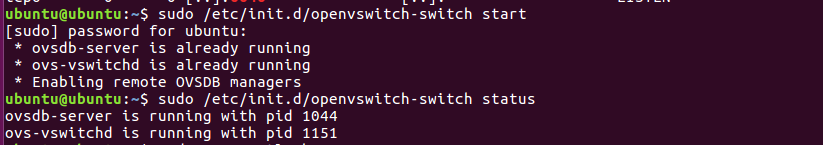 ubuntu@ubuntu:~$ sudo /etc/init.d/openvswitch-switch start
[sudo] password for ubuntu:
 * ovsdb-server is already running
 * ovs-vswitchd is already running
 * Enabling remote OVSDB managers
ubuntu@ubuntu:~$ sudo /etc/init.d/openvswitch-switch status
ovsdb-server is running with pid 1044
ovs-vswitchd is running with pid 1151